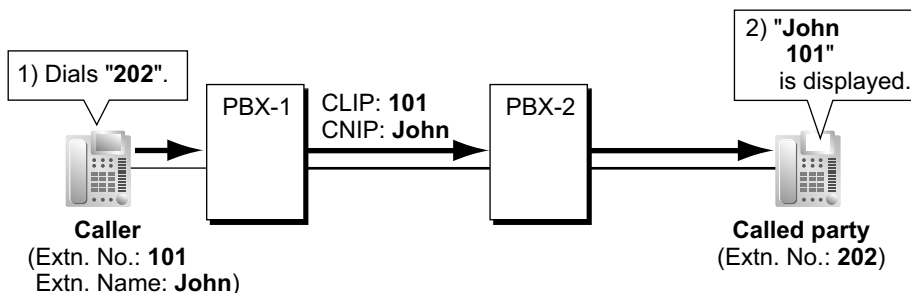 1) Dials "202".
PBX-1
CLIP: 101
CNIP: John
PBX-2
2) "John
101"
is displayed.
Caller
(Extn. No.: 101
Extn. Name: John)
Called party
(Extn. No.: 202)